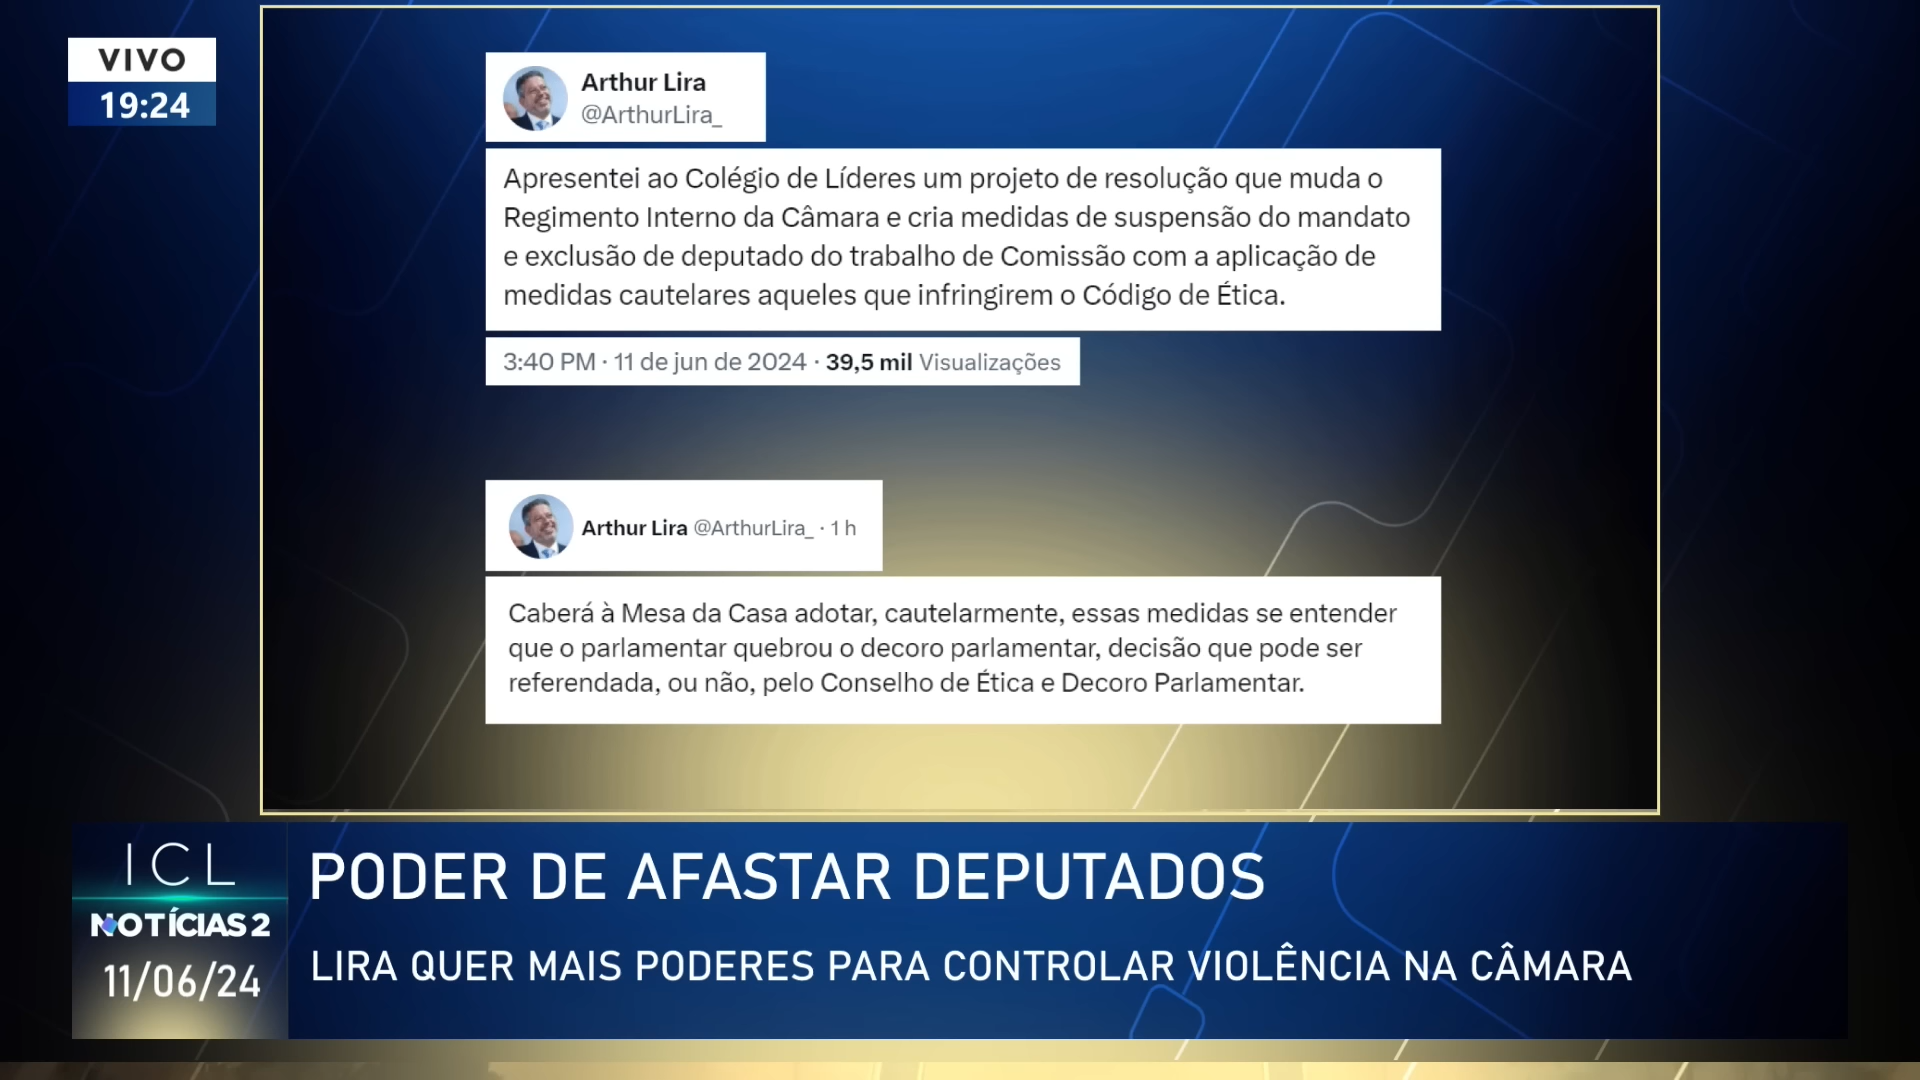 VIVO
19:24
Arthur Lira
@ArthurLira_
Apresentei ao Colégio de Líderes um projeto de resolução que muda o
Regimento Interno da Câmara e cria medidas de suspensão do mandato
e exclusão de deputado do trabalho de Comissão com a aplicação de
medidas cautelares aqueles que infringirem o Código de Ética.
3:40 PM · 11 de jun de 2024 · 39,5 mil Visualizações
Arthur Lira @ArthurLira_ · 1 h
Caberá à Mesa da Casa adotar, cautelarmente, essas medidas se entender
que o parlamentar quebrou o decoro parlamentar, decisão que pode ser
referendada, ou não, pelo Conselho de Ética e Decoro Parlamentar.
ICL
NOTÍCIAS 2
11/06/24
PODER DE AFASTAR DEPUTADOS
LIRA QUER MAIS PODERES PARA CONTROLAR VIOLÊNCIA NA CÂMARA